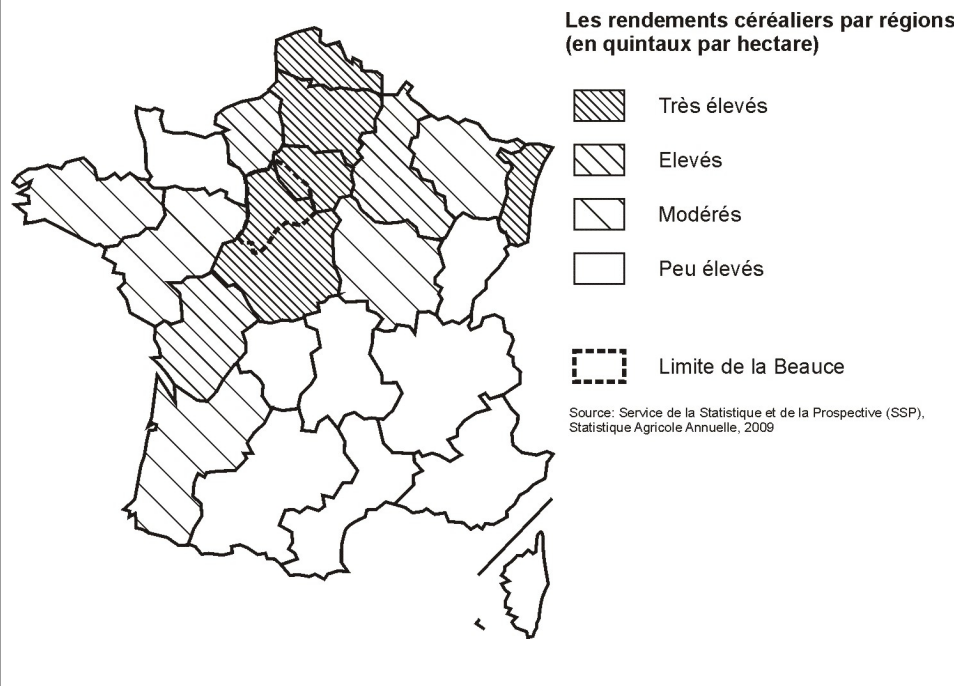 Les rendements céréaliers par régions
(en quintaux par hectare)
Très élevés
Elevés
Modérés
Peu élevés
Limite de la Beauce
Source: Service de la Statistique et de la Prospective (SSP),
Statistique Agricole Annuelle, 2009